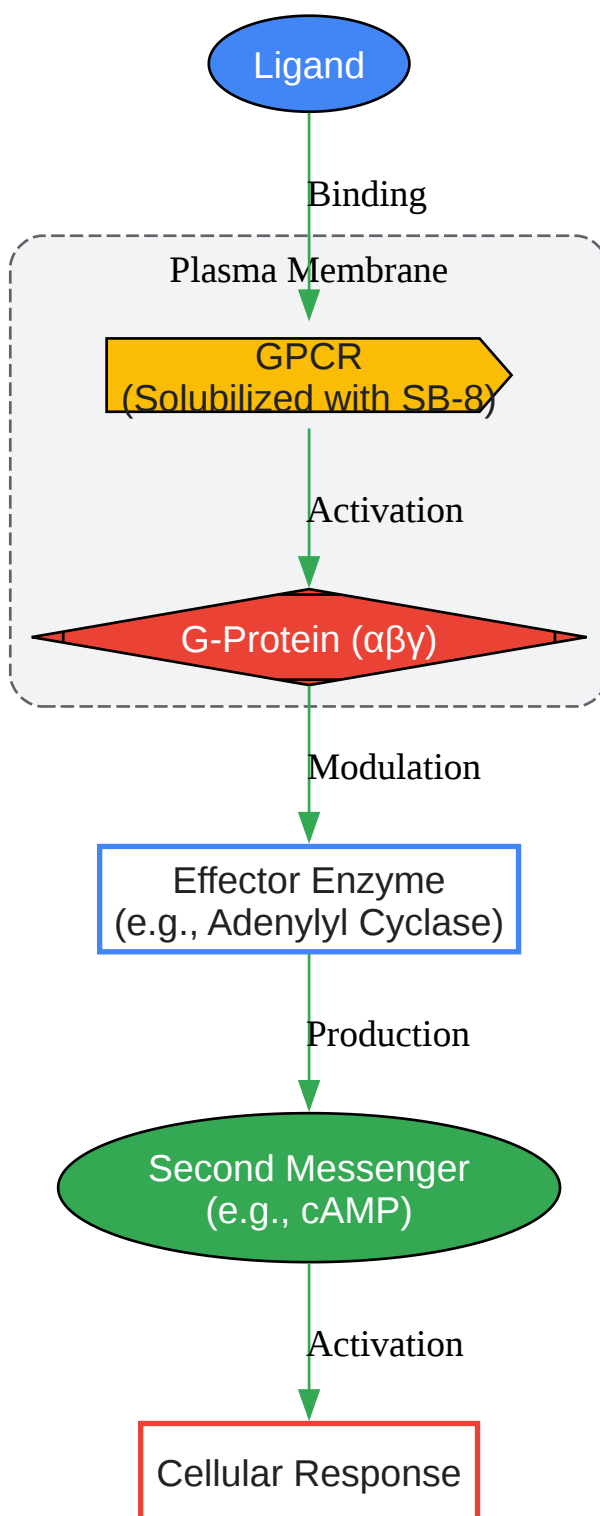 Ligand
Binding
Plasma Membrane
GPCR
(Solubilized with SB-8)
Activation
G-Protein (αβγ)
Modulation
Effector Enzyme
(e.g., Adenylyl Cyclase)
Production
Second Messenger
(e.g., cAMP)
Activation
Cellular Response